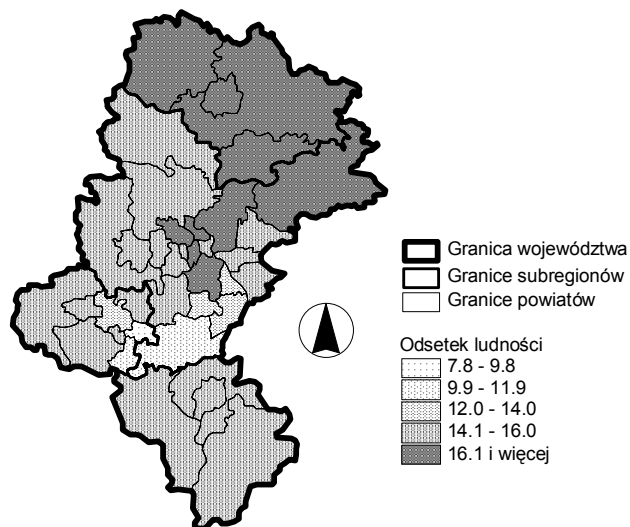 Granica województwa
Granice subregionów
Granice powiatów
Odsetek ludności
7.8 - 9.8
9.9 - 11.9
12.0 - 14.0
14.1 - 16.0
16.1 i więcej